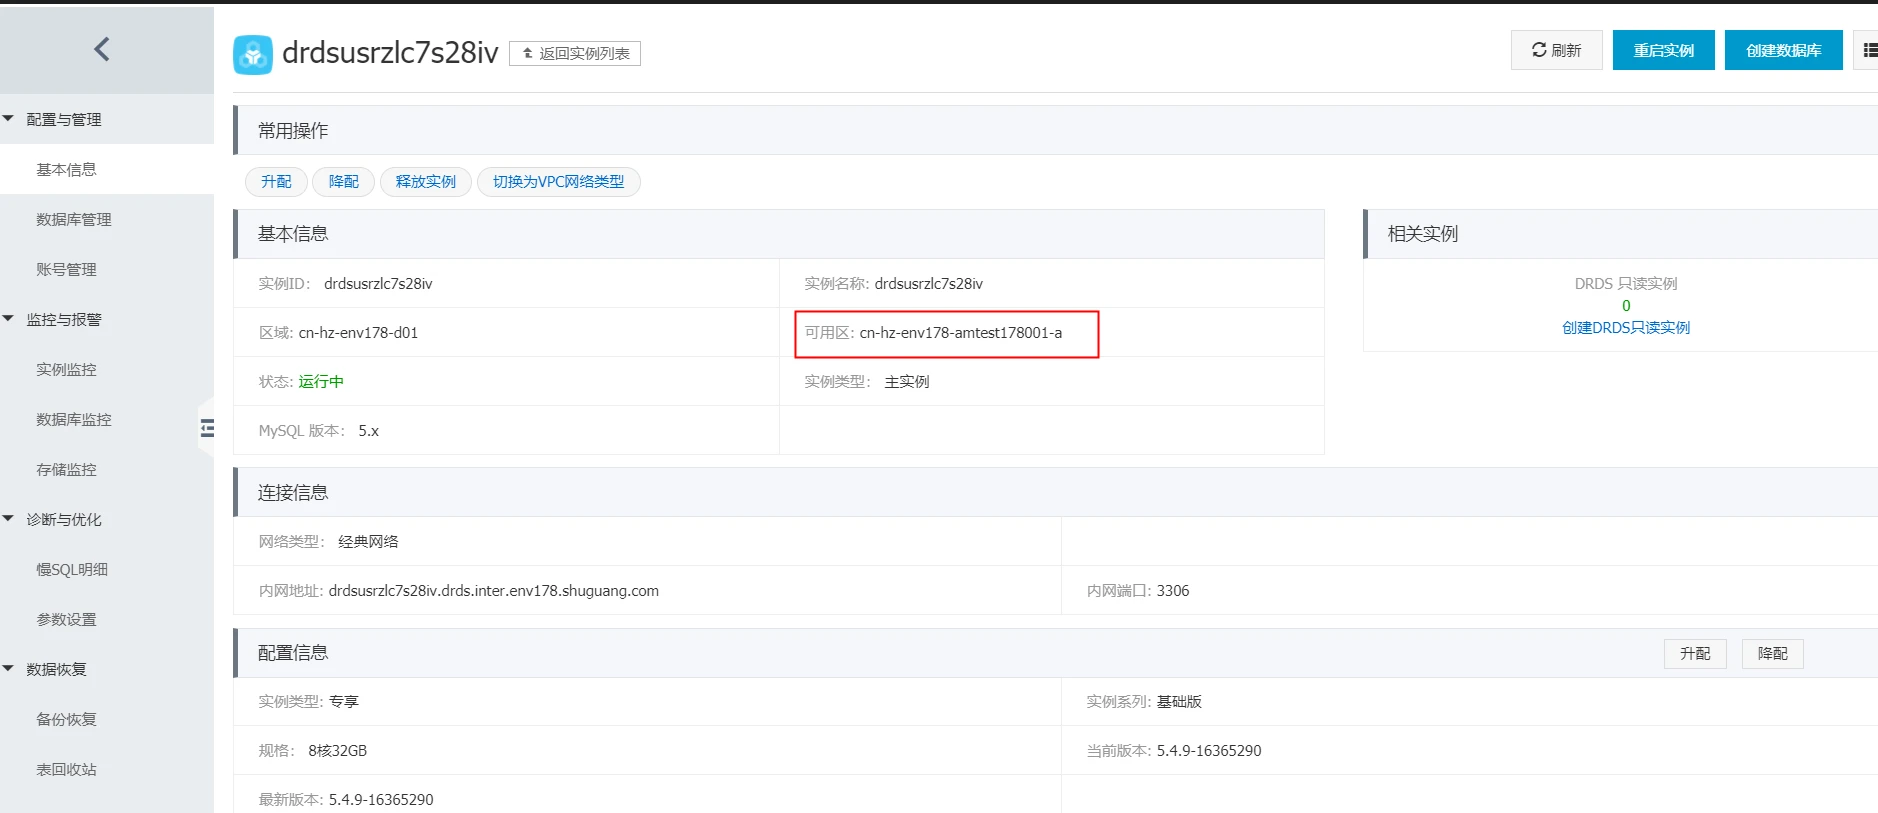 drdsusrzlc7s28iv 返回实例列表 刷新 重启实例 创建数据库
配置与管理
基本信息
数据库管理
账号管理
监控与报警
实例监控
数据库监控
存储监控
诊断与优化
慢SQL明细
参数设置
数据恢复
备份恢复
表回收站
常用操作
升配 降配 释放实例 切换为VPC网络类型
基本信息
实例ID： drdsusrzlc7s28iv 实例名称: drdsusrzlc7s28iv
区域: cn-hz-env178-d01 可用区: cn-hz-env178-amtest178001-a
状态: 运行中 实例类型： 主实例
MySQL 版本： 5.x
相关实例
DRDS 只读实例
0
创建DRDS只读实例
连接信息
网络类型： 经典网络
内网地址: drdsusrzlc7s28iv.drds.inter.env178.shuguang.com 内网端口: 3306
配置信息 升配 降配
实例类型: 专享 实例系列: 基础版
规格： 8核32GB 当前版本: 5.4.9-16365290
最新版本: 5.4.9-16365290